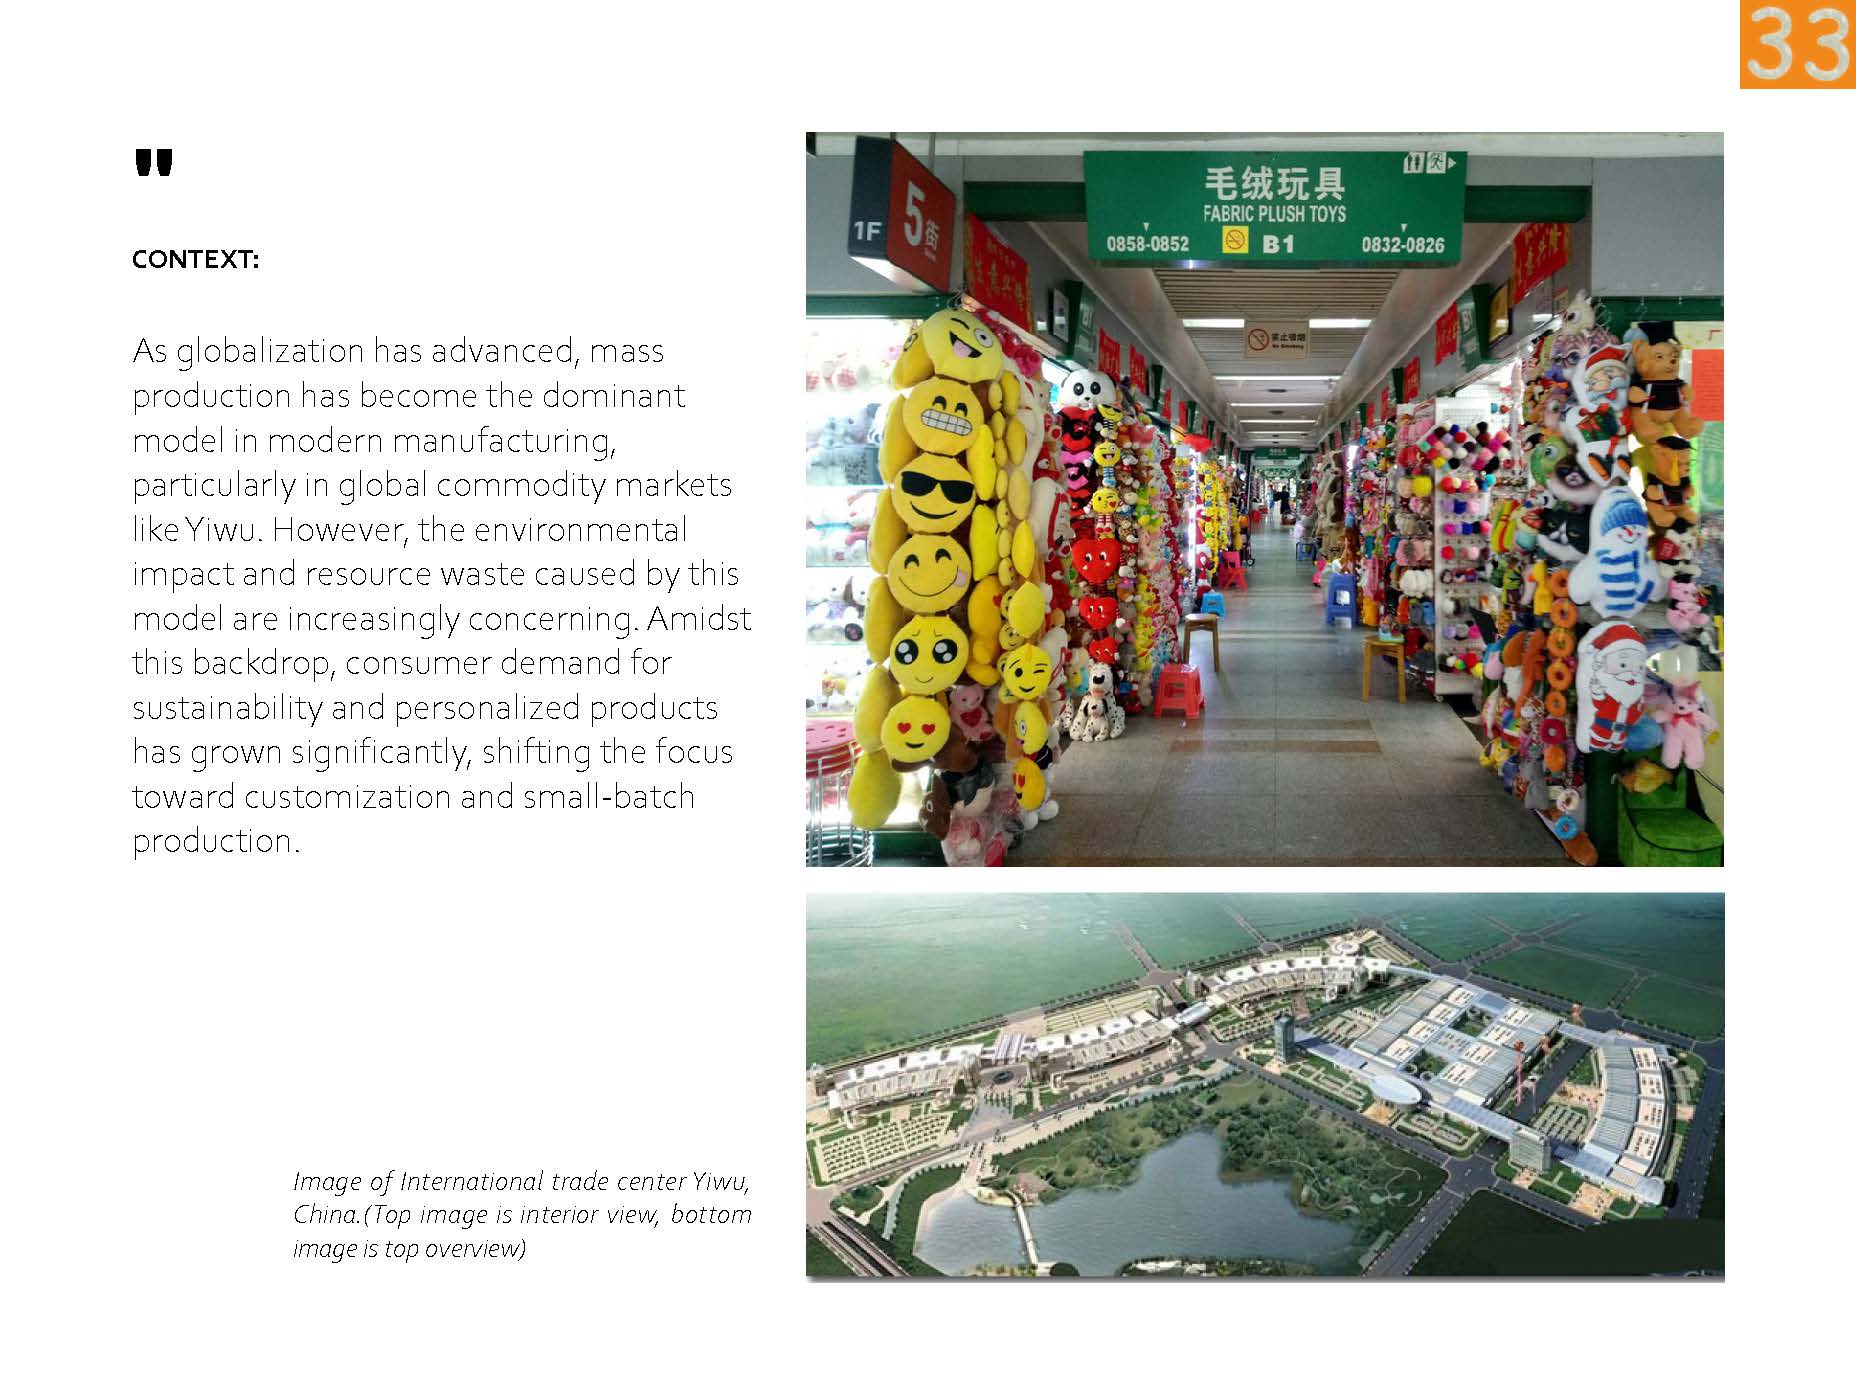 33
"
CONTEXT:
As globalization has advanced, mass
production has become the dominant
model in modern manufacturing,
particularly in global commodity markets
like Yiwu. However, the environmental
impact and resource waste caused by this
model are increasingly concerning. Amidst
this backdrop, consumer demand for
sustainability and personalized products
has grown significantly, shifting the focus
toward customization and small-batch
production.
Image of International trade center Yiwu,
China.(Top image is interior view, bottom
image is top overview)
1F 5街
毛绒玩具
FABRIC PLUSH TOYS
0858-0852 B1 0832-0826
禁止吸烟
No Smoking